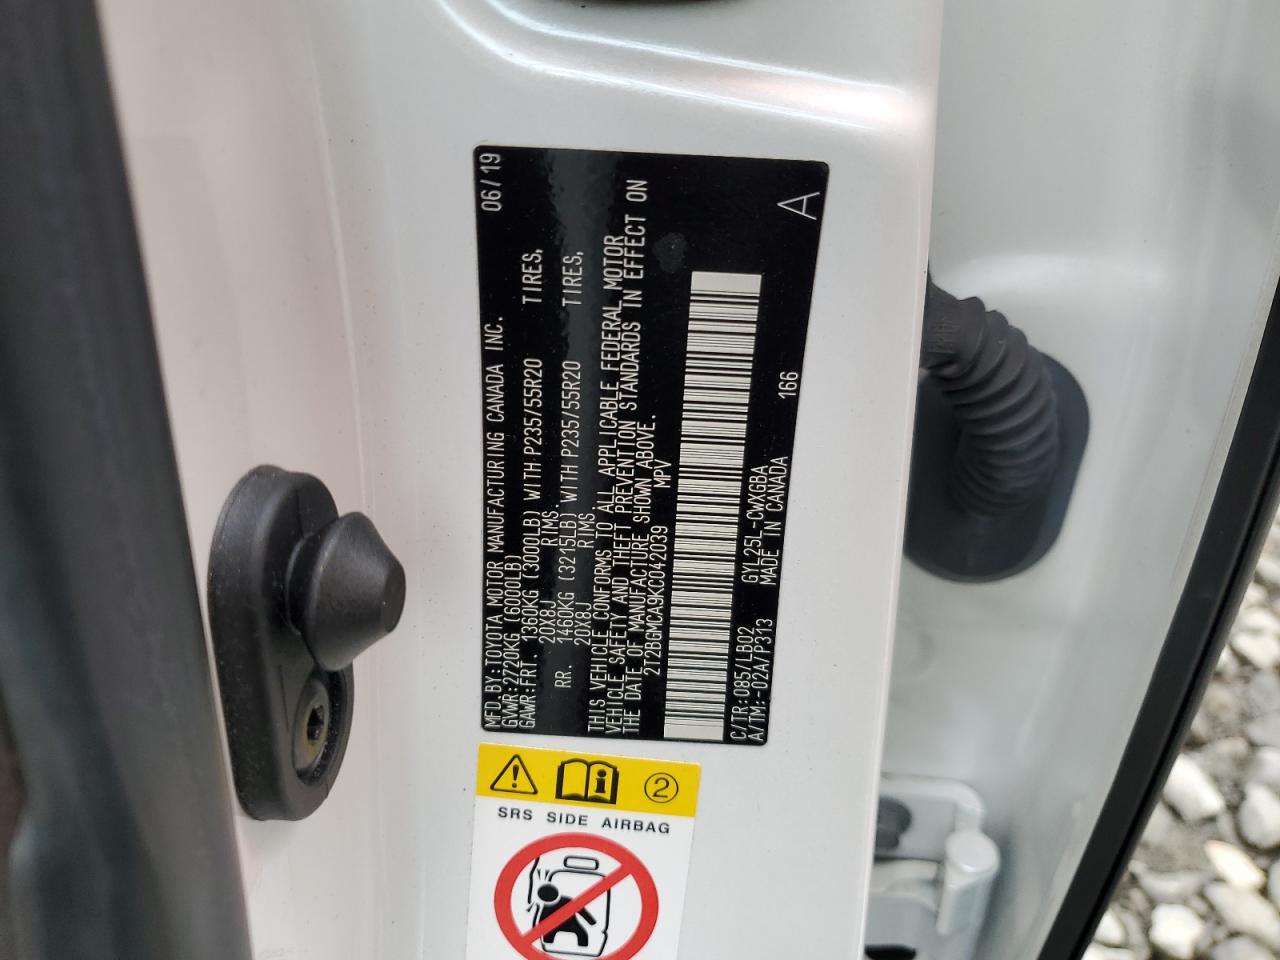 MFD.BY:TOYOTA MOTOR MANUFACTURING CANADA INC. 06/19
GVWR:2720KG(6000LB)
GAWR:FRT. 1360KG (3000LB) WITH P235/55R20 TIRES,
20X8J RIMS.
RR. 1460KG (3215LB) WITH P235/55R20 TIRES,
20X8J RIMS
THIS VEHICLE CONFORMS TO ALL APPLICABLE FEDERAL MOTOR
VEHICLE SAFETY AND THEFT PREVENTION STANDARDS IN EFFECT ON
THE DATE OF MANUFACTURE SHOWN ABOVE.
2T2BGMCA9KC042039 MPV
C/TR:085/LB02 GYL25L-CWXGBA
A/TM:-02A/P313 MADE IN CANADA 166 A
2
SRS SIDE AIRBAG